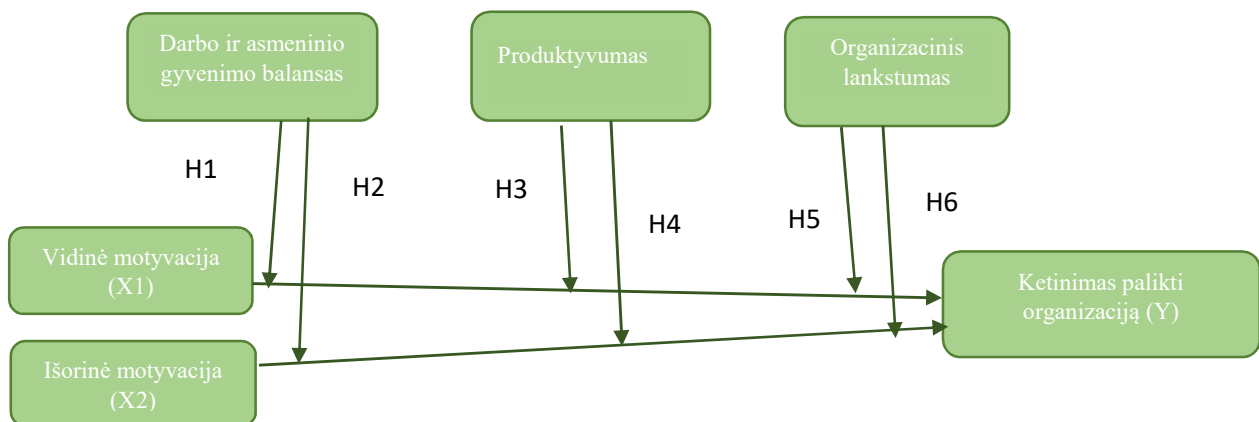 Darbo ir asmeninio
gyvenimo balansas
Produktyvumas
Organizacinis
lankstumas
H1
H2
H3
H4
H5
H6
Vidinė motyvacija
(X1)
Išorinė motyvacija
(X2)
Ketinimas palikti
organizaciją (Y)